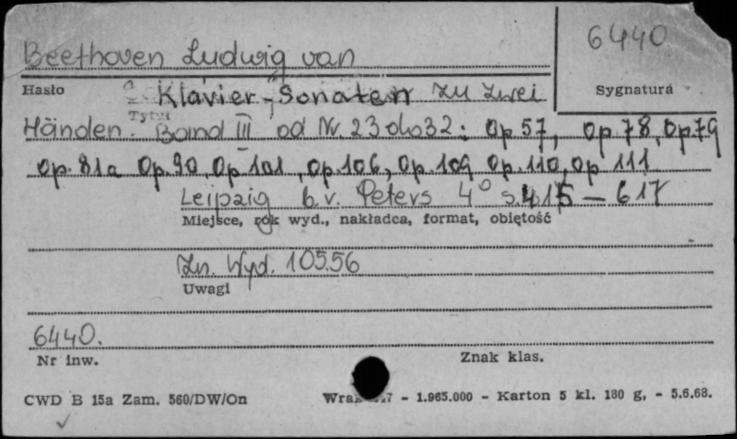 6440
Beethoven Ludwig van
Hasło
Sygnatura
Klavier-Sonaten zu zwei
Tytuł
Händen. Band III od Nr. 23 do 32: Op 57, op. 78, op. 79
op. 81a Op. 90, Op 101, op. 106, Op. 109 Op. 110, op 111
Leipzig b.r. Peters 4° s. 415 – 617
Miejsce, rok wyd., nakładca, format, objętość
Zn. Wyd. 10556
Uwagi
6440.
Nr inw.
Znak klas.
CWD B 15a Zam. 560/DW/On
- 1.965.000 - Karton 5 kl. 180 g, - 5.6.68.